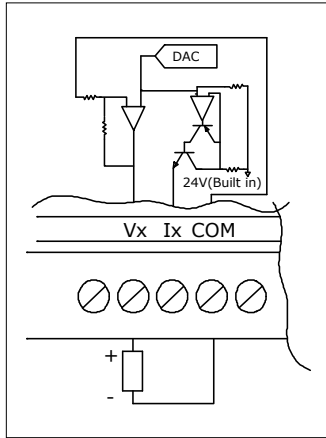 DAC
24V(Built in)
Vx Ix COM
+
-